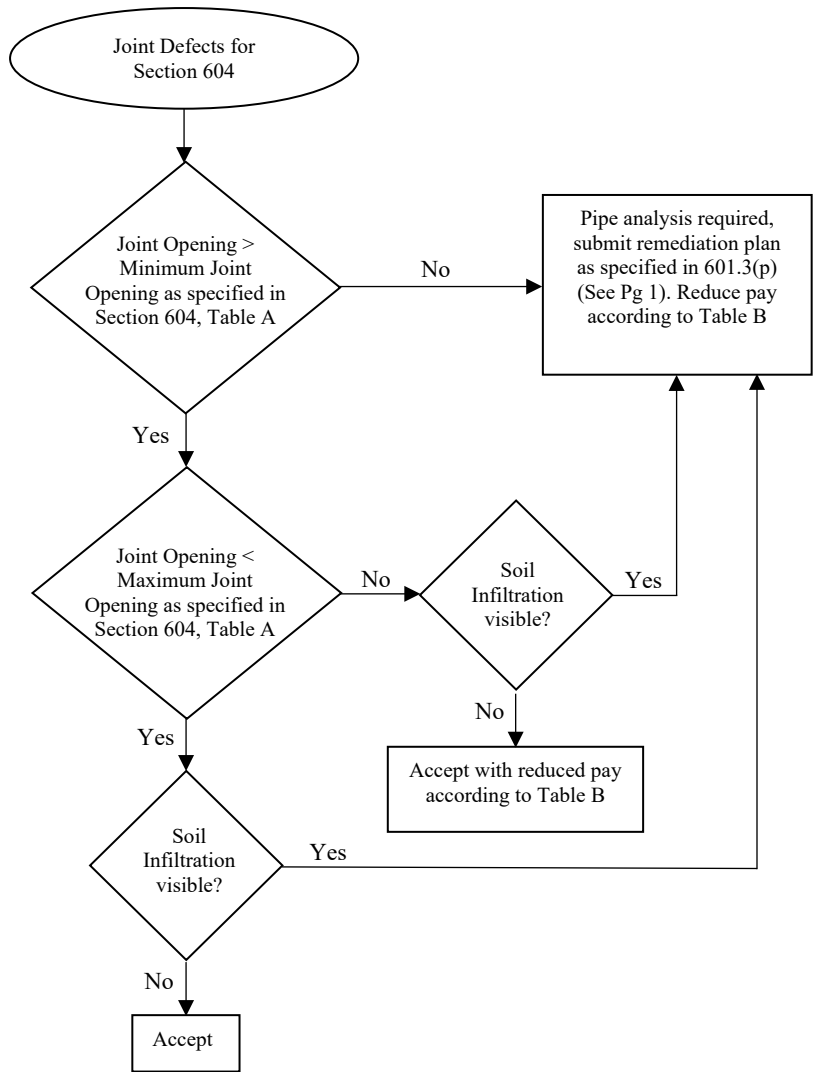 Joint Defects for
Section 604
Joint Opening >
Minimum Joint
Opening as specified in
Section 604, Table A
No
Pipe analysis required,
submit remediation plan
as specified in 601.3(p)
(See Pg 1). Reduce pay
according to Table B
Yes
Joint Opening <
Maximum Joint
Opening as specified in
Section 604, Table A
No
Soil
Infiltration
visible?
Yes
No
Accept with reduced pay
according to Table B
Yes
Soil
Infiltration
visible?
Yes
No
Accept